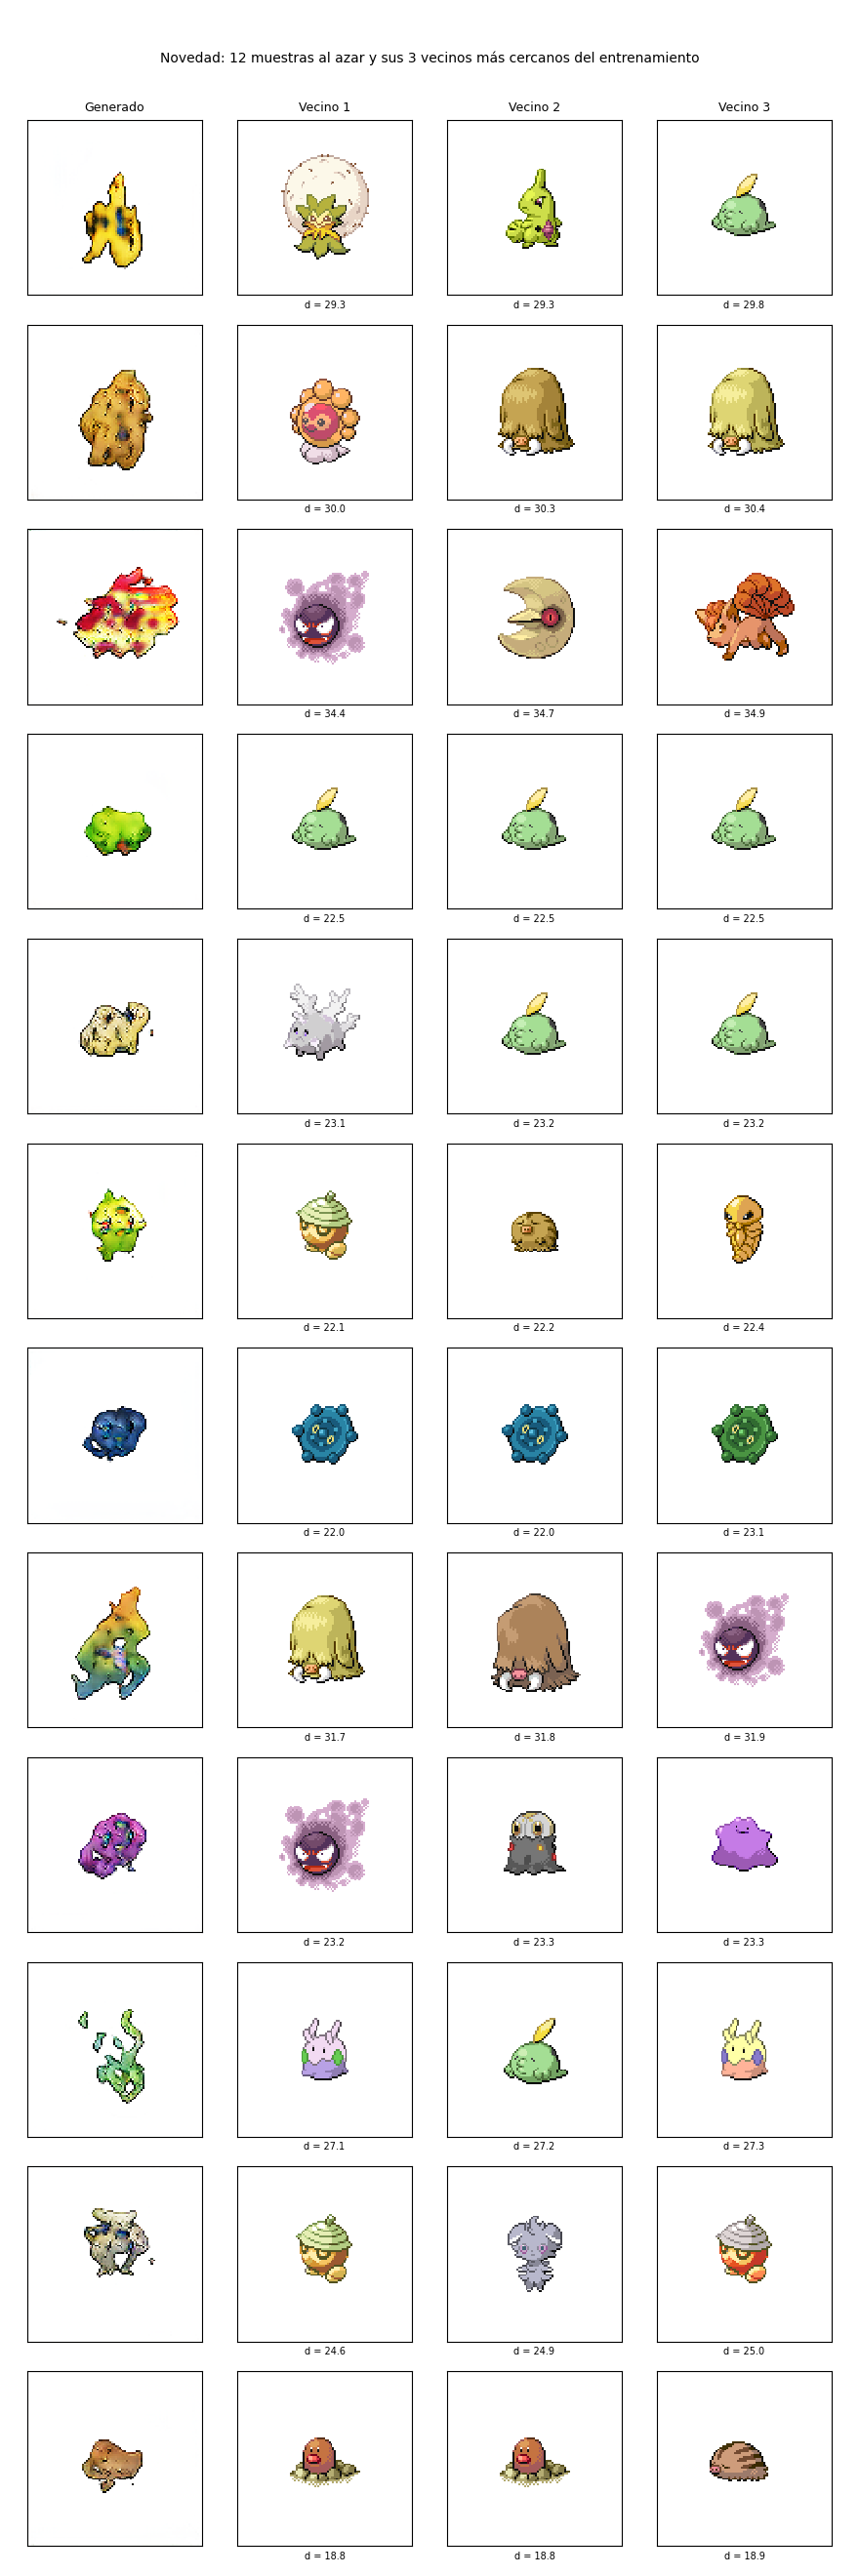 Novedad: 12 muestras al azar y sus 3 vecinos más cercanos del entrenamiento
Generado Vecino 1 Vecino 2 Vecino 3
d = 29.3 d = 29.3 d = 29.8
d = 30.0 d = 30.3 d = 30.4
d = 34.4 d = 34.7 d = 34.9
d = 22.5 d = 22.5 d = 22.5
d = 23.1 d = 23.2 d = 23.2
d = 22.1 d = 22.2 d = 22.4
d = 22.0 d = 22.0 d = 23.1
d = 31.7 d = 31.8 d = 31.9
d = 23.2 d = 23.3 d = 23.3
d = 27.1 d = 27.2 d = 27.3
d = 24.6 d = 24.9 d = 25.0
d = 18.8 d = 18.8 d = 18.9